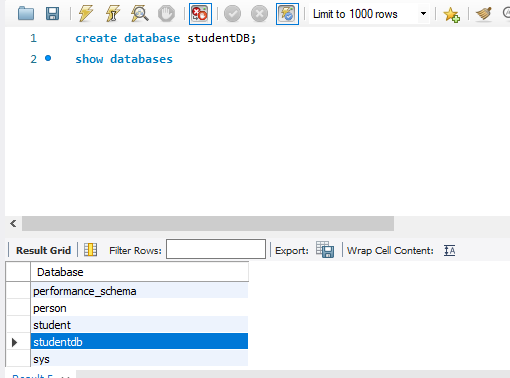 Limit to 1000 rows
1 create database studentDB;
2 show databases
Result Grid Filter Rows: Export: Wrap Cell Content:
Database
performance_schema
person
student
studentdb
sys